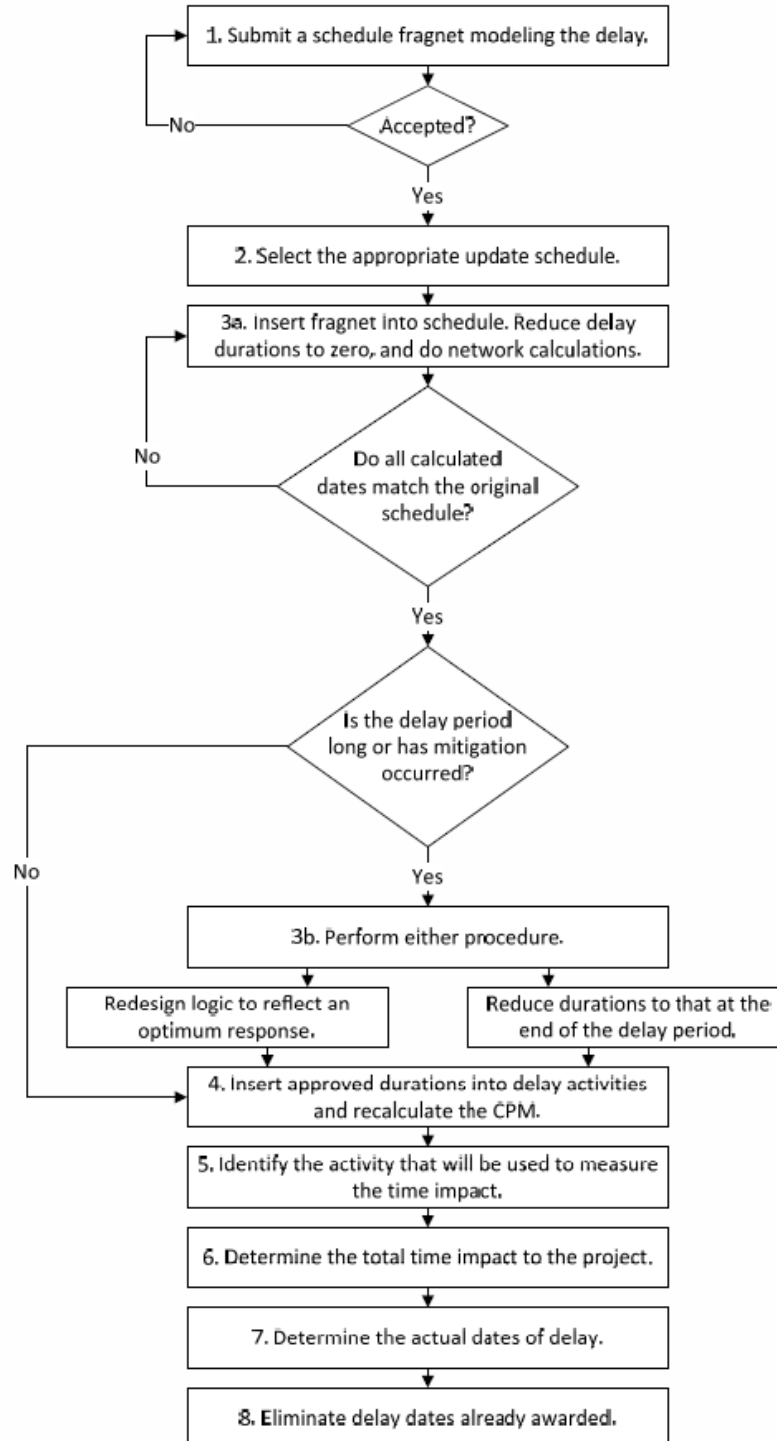 1. Submit a schedule fragnet modeling the delay.
Accepted?
No
Yes
2. Select the appropriate update schedule.
3a. Insert fragnet into schedule. Reduce delay
durations to zero, and do network calculations.
Do all calculated
dates match the original
schedule?
No
Yes
Is the delay period
long or has mitigation
occurred?
No
Yes
3b. Perform either procedure.
Redesign logic to reflect an
optimum response.
Reduce durations to that at the
end of the delay period.
4. Insert approved durations into delay activities
and recalculate the CPM.
5. Identify the activity that will be used to measure
the time impact.
6. Determine the total time impact to the project.
7. Determine the actual dates of delay.
8. Eliminate delay dates already awarded.